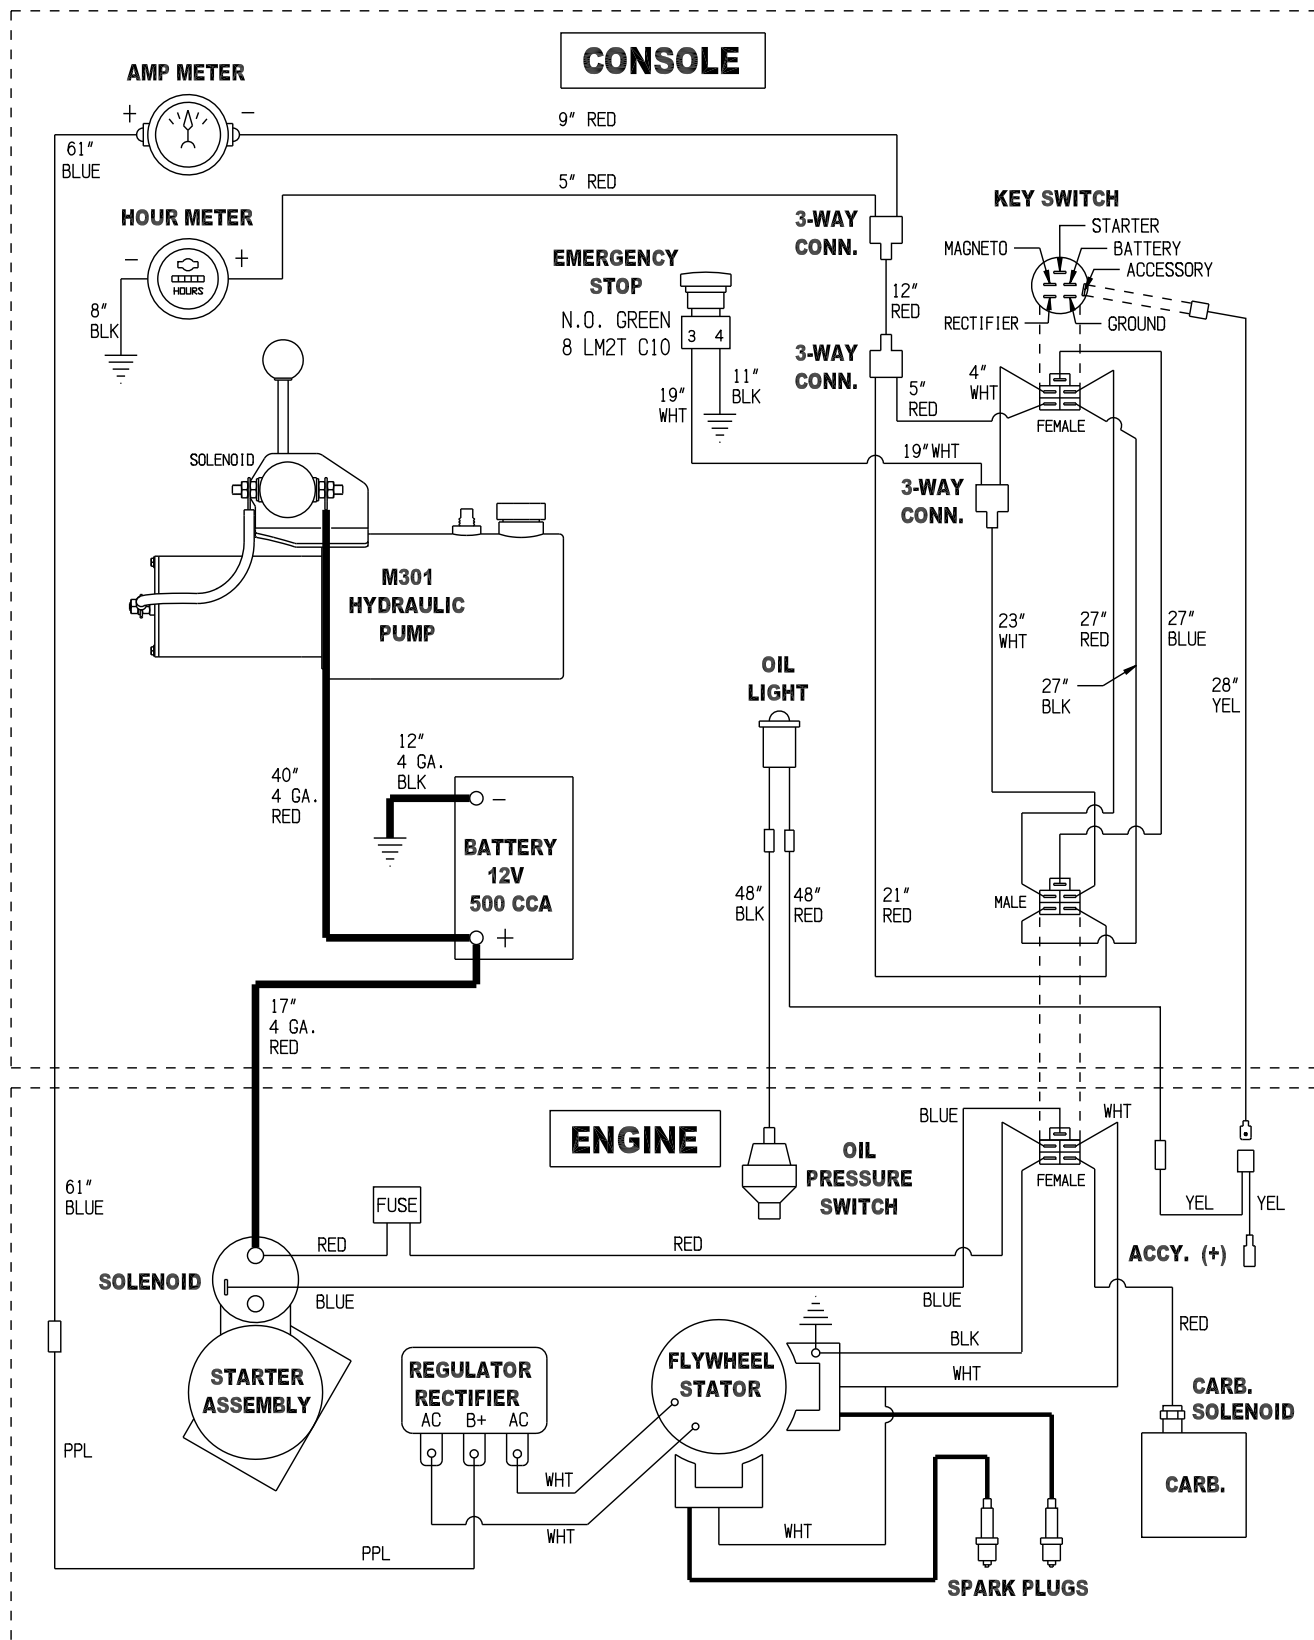 CONSOLE
AMP METER
+
−
9″ RED
61″
BLUE
5″ RED
HOUR METER
−
+
HOURS
8″
BLK
3-WAY
CONN.
KEY SWITCH
STARTER
MAGNETO
BATTERY
ACCESSORY
RECTIFIER
GROUND
EMERGENCY
STOP
N.O. GREEN
8 LM2T C10
3 4
12″
RED
3-WAY
CONN.
19″
WHT
11″
BLK
5″
RED
4″
WHT
FEMALE
19″WHT
3-WAY
CONN.
SOLENOID
M301
HYDRAULIC
PUMP
23″
WHT
27″
RED
27″
BLUE
27″
BLK
28″
YEL
OIL
LIGHT
12″
4 GA.
BLK
40″
4 GA.
RED
−
BATTERY
12V
500 CCA
+
48″
BLK
48″
RED
21″
RED
MALE
17″
4 GA.
RED
ENGINE
BLUE
WHT
FEMALE
OIL
PRESSURE
SWITCH
61″
BLUE
FUSE
RED
RED
YEL
YEL
ACCY. (+)
SOLENOID
BLUE
BLUE
RED
BLK
WHT
STARTER
ASSEMBLY
REGULATOR
RECTIFIER
AC B+ AC
FLYWHEEL
STATOR
CARB.
SOLENOID
CARB.
PPL
WHT
WHT
WHT
PPL
SPARK PLUGS